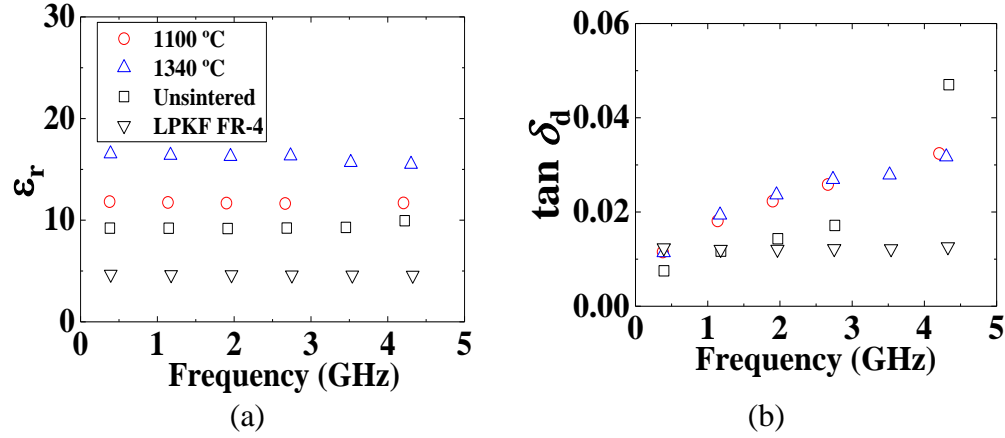 30
20
10
0
0 1 2 3 4 5
εr
Frequency (GHz)
1100 ºC
1340 ºC
Unsintered
LPKF FR-4
(a)
0.06
0.04
0.02
0.00
0 1 2 3 4 5
tan δd
Frequency (GHz)
(b)